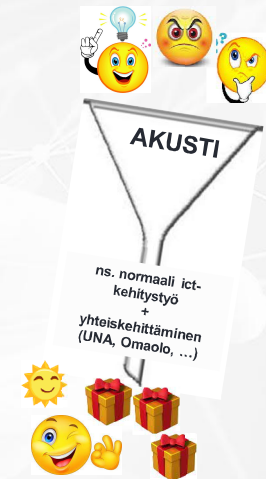 AKUSTI
ns. normaali ict-
kehitystyö
+
yhteiskehittäminen
(UNA, Omaolo, ...)